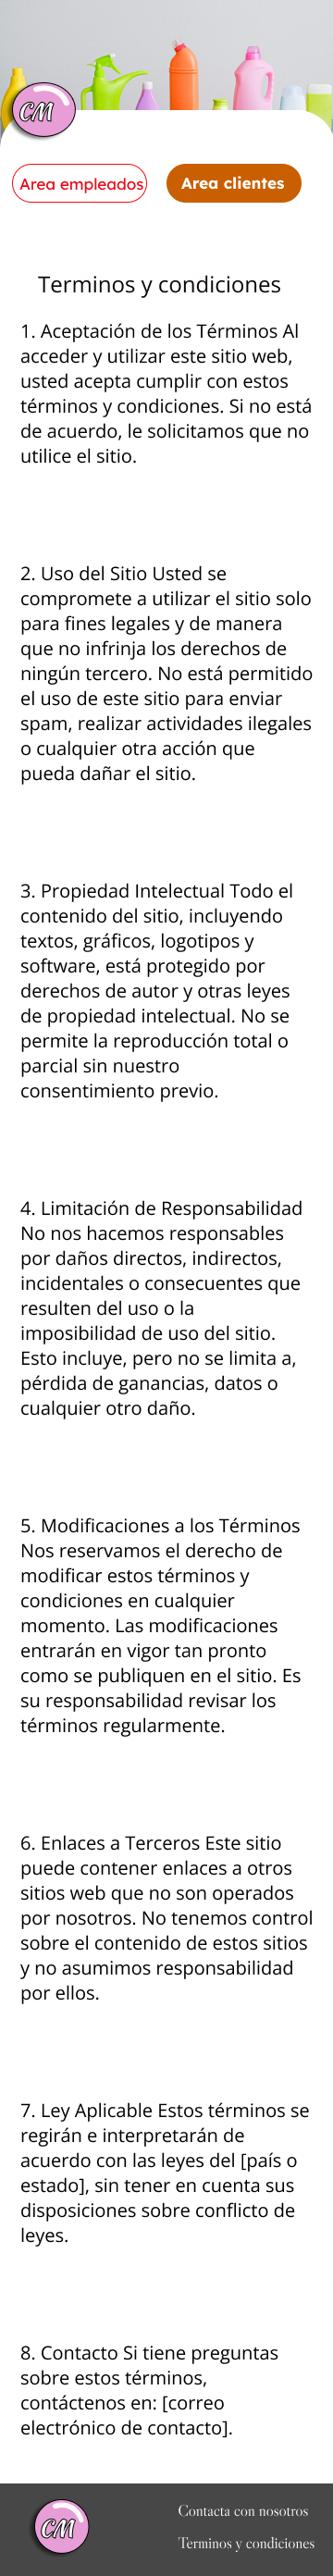 CM
Area empleados
Area clientes
Terminos y condiciones
1. Aceptación de los Términos Al
acceder y utilizar este sitio web,
usted acepta cumplir con estos
términos y condiciones. Si no está
de acuerdo, le solicitamos que no
utilice el sitio.
2. Uso del Sitio Usted se
compromete a utilizar el sitio solo
para fines legales y de manera
que no infrinja los derechos de
ningún tercero. No está permitido
el uso de este sitio para enviar
spam, realizar actividades ilegales
o cualquier otra acción que
pueda dañar el sitio.
3. Propiedad Intelectual Todo el
contenido del sitio, incluyendo
textos, gráficos, logotipos y
software, está protegido por
derechos de autor y otras leyes
de propiedad intelectual. No se
permite la reproducción total o
parcial sin nuestro
consentimiento previo.
4. Limitación de Responsabilidad
No nos hacemos responsables
por daños directos, indirectos,
incidentales o consecuentes que
resulten del uso o la
imposibilidad de uso del sitio.
Esto incluye, pero no se limita a,
pérdida de ganancias, datos o
cualquier otro daño.
5. Modificaciones a los Términos
Nos reservamos el derecho de
modificar estos términos y
condiciones en cualquier
momento. Las modificaciones
entrarán en vigor tan pronto
como se publiquen en el sitio. Es
su responsabilidad revisar los
términos regularmente.
6. Enlaces a Terceros Este sitio
puede contener enlaces a otros
sitios web que no son operados
por nosotros. No tenemos control
sobre el contenido de estos sitios
y no asumimos responsabilidad
por ellos.
7. Ley Aplicable Estos términos se
regirán e interpretarán de
acuerdo con las leyes del [país o
estado], sin tener en cuenta sus
disposiciones sobre conflicto de
leyes.
8. Contacto Si tiene preguntas
sobre estos términos,
contáctenos en: [correo
electrónico de contacto].
CM
Contacta con nosotros
Terminos y condiciones